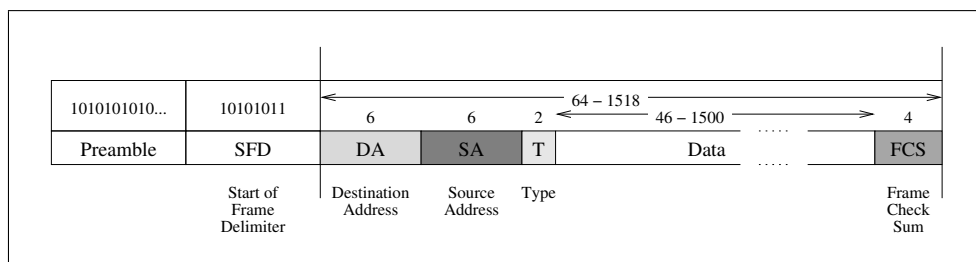 1010101010... 10101011
64 – 1518
6 6 2 46 – 1500 4
Preamble SFD DA SA T Data ..... FCS
Start of Frame Delimiter
Destination Address
Source Address
Type
Frame Check Sum